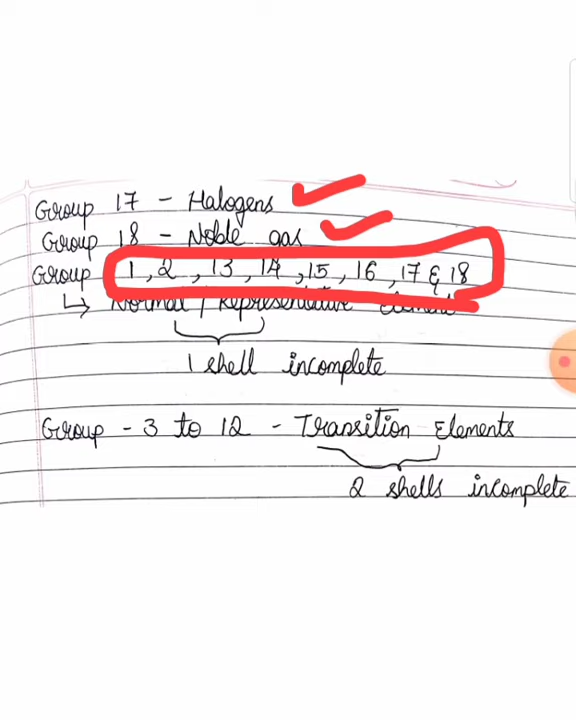 Group 17 - Halogens
Group 18 - Noble gas
Group 1, 2, 13, 14, 15, 16, 17 & 18
↳ Normal / Representative Element
1 shell incomplete
Group - 3 to 12 - Transition Elements
2 shells incomplete